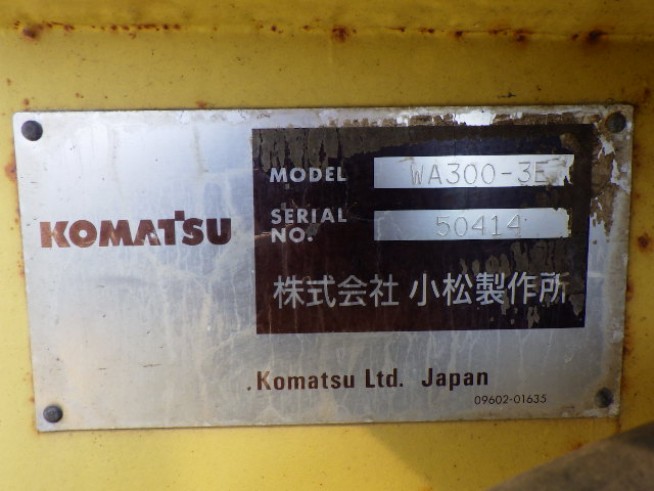 KOMATSU
MODEL WA300-3E
SERIAL NO. 50414
株式会社 小松製作所
Komatsu Ltd. Japan
09602-01635